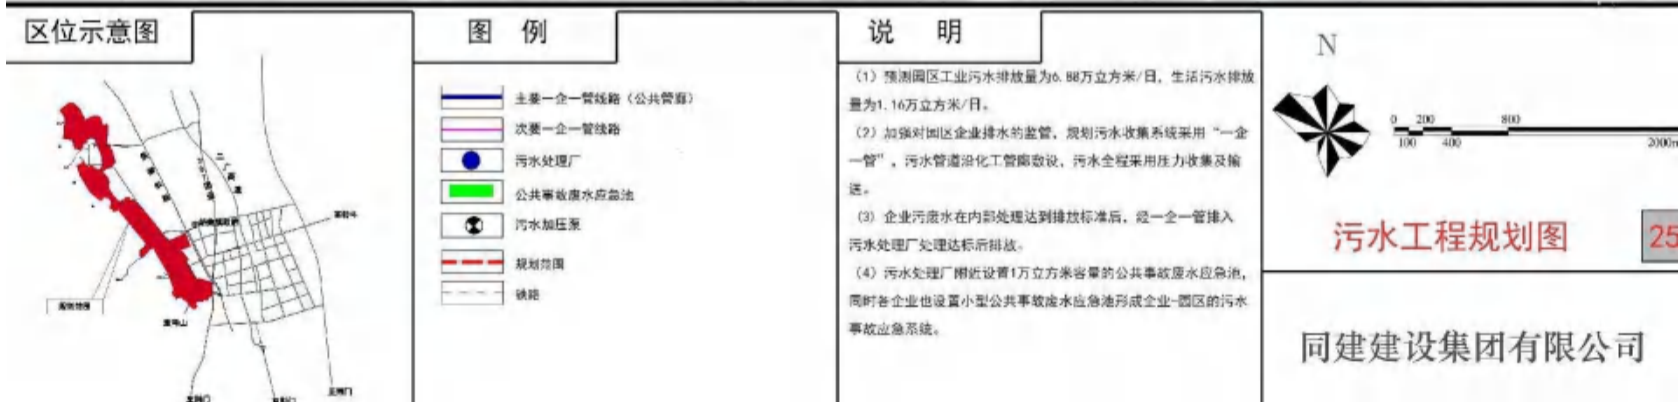 区位示意图
规划范围
图 例
主要一企一管线路（公共管廊）
次要一企一管线路
污水处理厂
公共事故废水应急池
污水加压泵
规划范围
铁路
说 明
（1）预测园区工业污水排放量为6.88万立方米/日，生活污水排放
量为1.16万立方米/日。
（2）加强对园区企业排水的监管，规划污水收集系统采用“一企
一管”，污水管道沿化工管廊敷设，污水全程采用压力收集及输
送。
（3）企业污废水在内部处理达到排放标准后，经一企一管排入
污水处理厂处理达标后排放。
（4）污水处理厂附近设置1万立方米容量的公共事故废水应急池，
同时各企业也设置小型公共事故废水应急池形成企业-园区的污水
事故应急系统。
N
0 200 800
100 400 2000m
污水工程规划图
25
同建建设集团有限公司